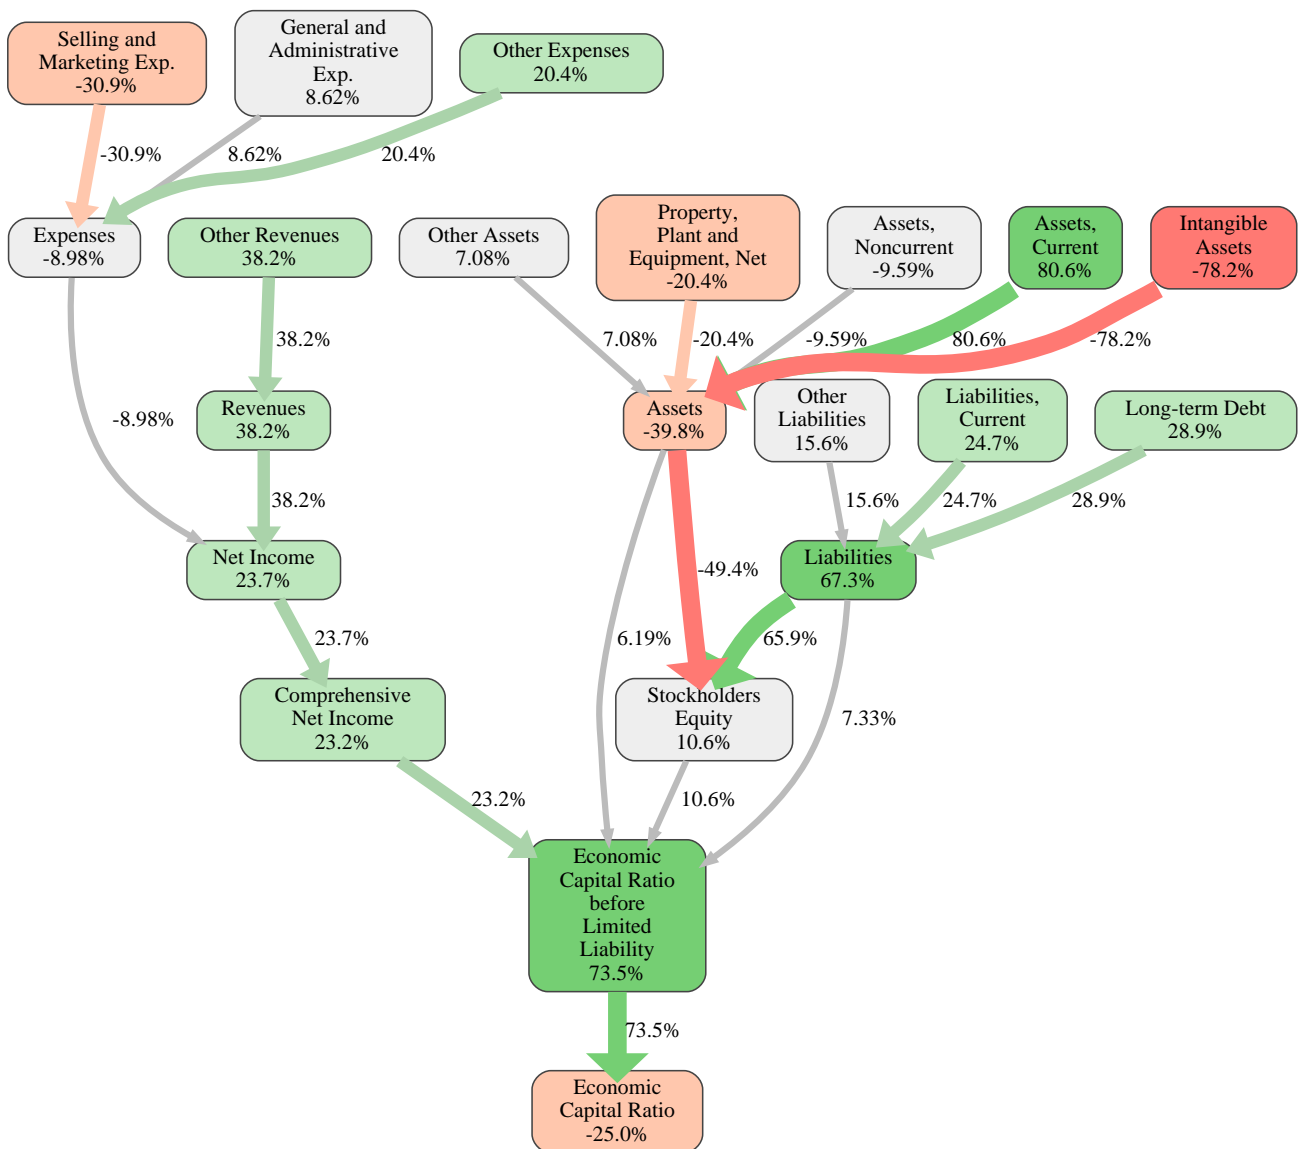 Selling and
Marketing Exp.
-30.9%
General and
Administrative
Exp.
8.62%
Other Expenses
20.4%
-30.9%
8.62%
20.4%
Expenses
-8.98%
Other Revenues
38.2%
Other Assets
7.08%
Property,
Plant and
Equipment, Net
-20.4%
Assets,
Noncurrent
-9.59%
Assets,
Current
80.6%
Intangible
Assets
-78.2%
38.2%
7.08%
-20.4%
-9.59%
80.6%
-78.2%
-8.98%
Revenues
38.2%
Assets
-39.8%
Other
Liabilities
15.6%
Liabilities,
Current
24.7%
Long-term Debt
28.9%
38.2%
15.6%
24.7%
28.9%
Net Income
23.7%
-49.4%
Liabilities
67.3%
23.7%
6.19%
65.9%
Comprehensive
Net Income
23.2%
Stockholders
Equity
10.6%
7.33%
23.2%
10.6%
Economic
Capital Ratio
before
Limited
Liability
73.5%
73.5%
Economic
Capital Ratio
-25.0%